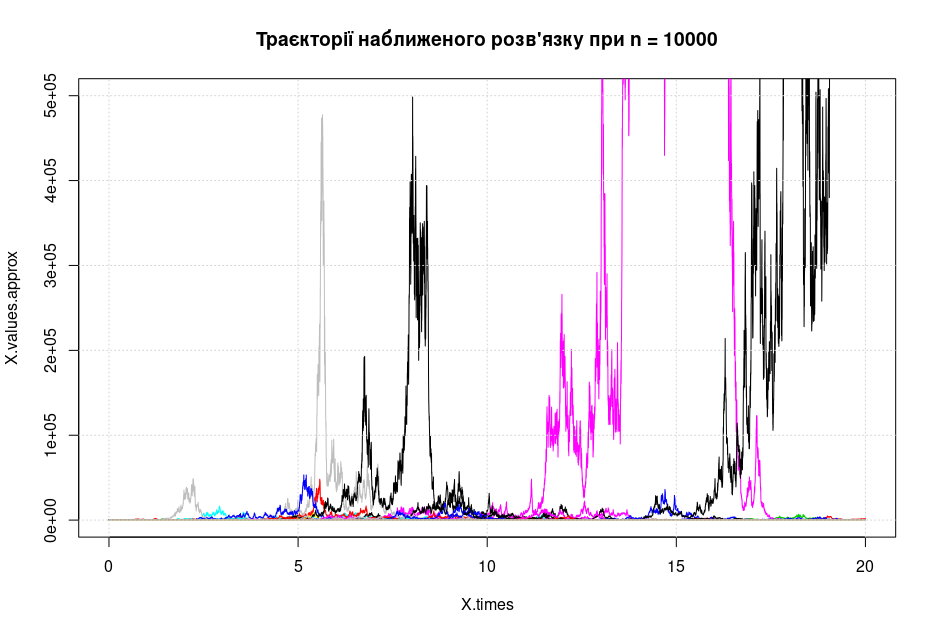 Траєкторії наближеного розв'язку при n = 10000
5e+05
4e+05
3e+05
2e+05
1e+05
0e+00
X.values.approx
0 5 10 15 20
X.times